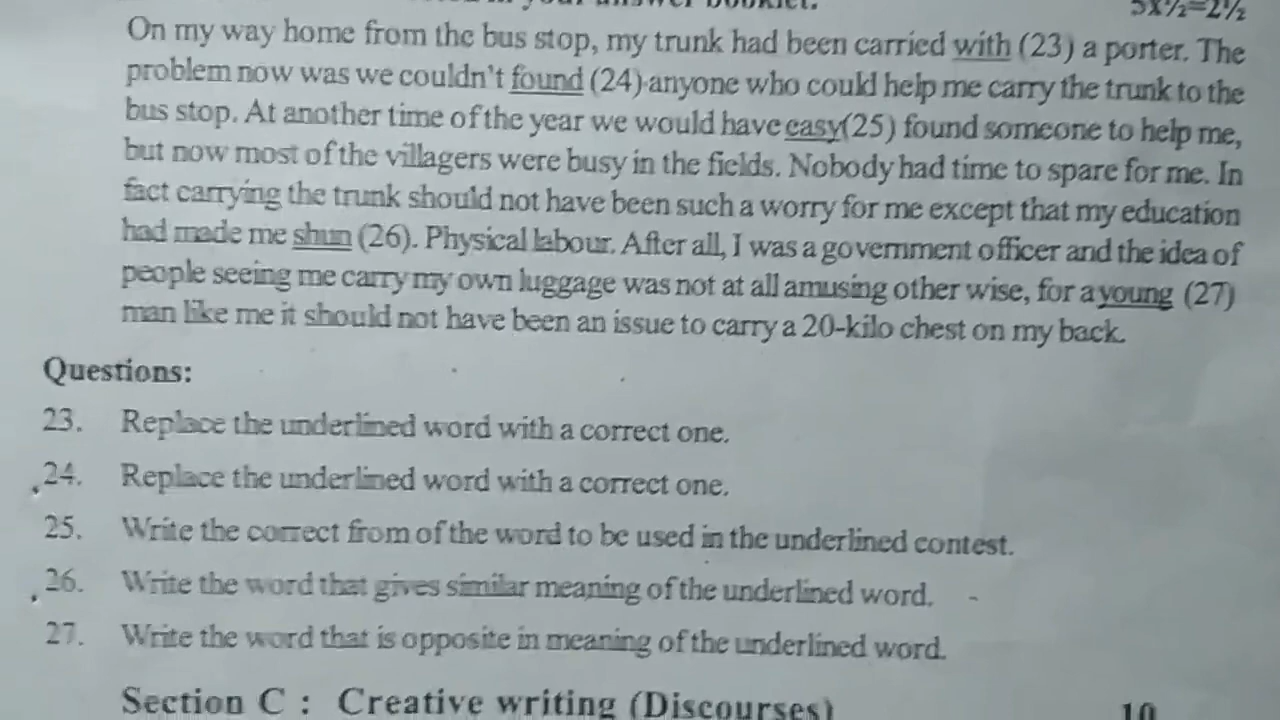 answer booklet.
5x½=2½
On my way home from the bus stop, my trunk had been carried with (23) a porter. The
problem now was we couldn't found (24) anyone who could help me carry the trunk to the
bus stop. At another time of the year we would have easy(25) found someone to help me,
but now most of the villagers were busy in the fields. Nobody had time to spare for me. In
fact carrying the trunk should not have been such a worry for me except that my education
had made me shun (26). Physical labour. After all, I was a government officer and the idea of
people seeing me carry my own luggage was not at all amusing other wise, for a young (27)
man like me it should not have been an issue to carry a 20-kilo chest on my back.
Questions:
23. Replace the underlined word with a correct one.
24. Replace the underlined word with a correct one.
25. Write the correct from of the word to be used in the underlined contest.
26. Write the word that gives similar meaning of the underlined word. -
27. Write the word that is opposite in meaning of the underlined word.
Section C : Creative writing (Discourses) 10